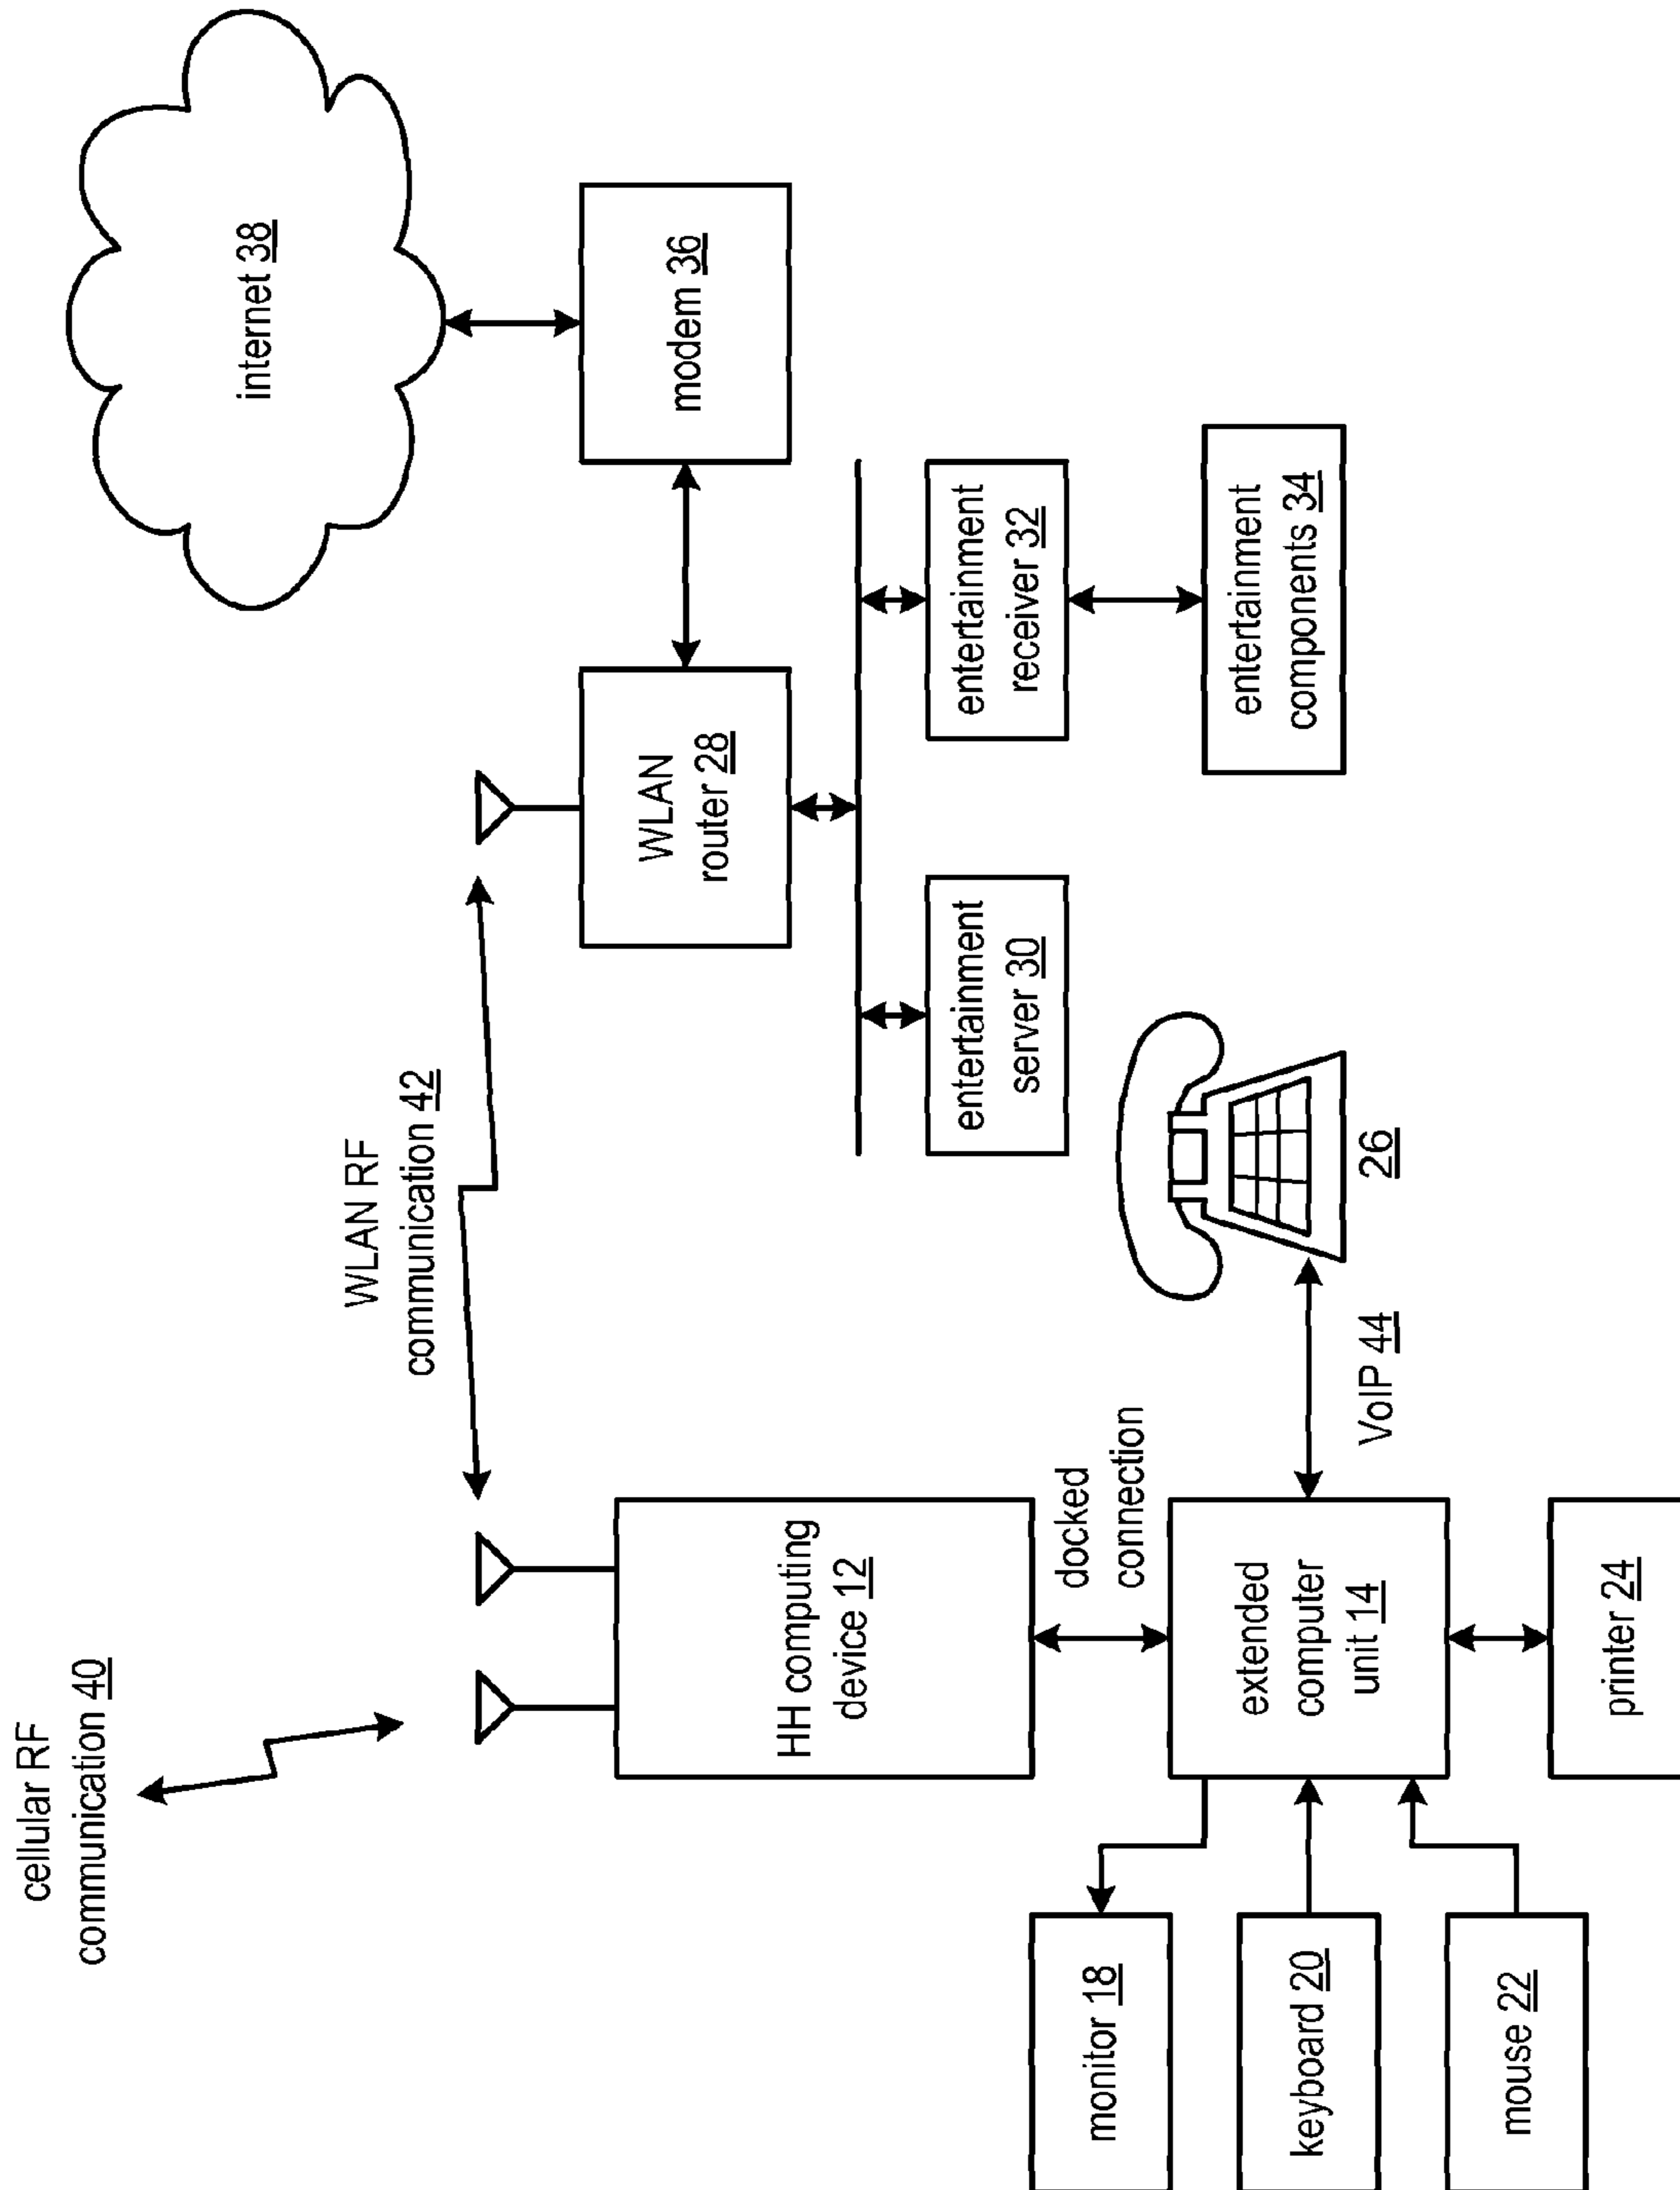 cellular RF
communication 40
WLAN RF
communication 42
internet 38
HH computing
device 12
WLAN
router 28
modem 36
docked
connection
entertainment
server 30
entertainment
receiver 32
monitor 18
extended
computer
unit 14
entertainment
components 34
keyboard 20
VoIP 44
26
mouse 22
printer 24